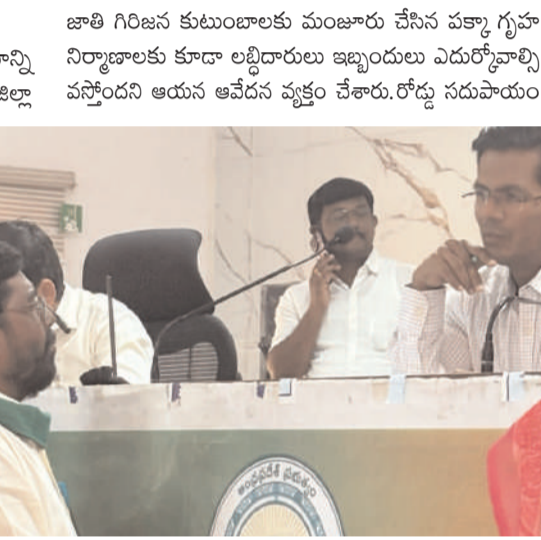 జాతి గిరిజన కుటుంబాలకు మంజూరు చేసిన పక్కా గృహ
నిర్మాణాలకు కూడా లబ్ధిదారులు ఇబ్బందులు ఎదుర్కోవాల్సి
వస్తోందని ఆయన ఆవేదన వ్యక్తం చేశారు.రోడ్డు సదుపాయం
జిల్లా
ఆంధ్రప్రదేశ్ ప్రభుత్వం